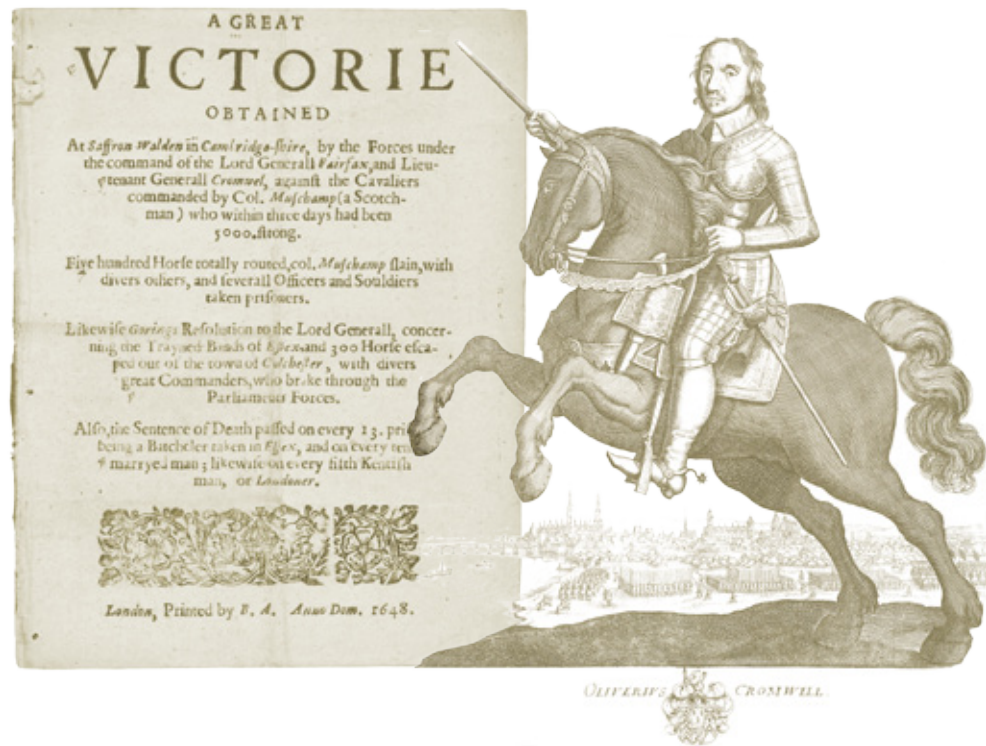 A GREAT
VICTORIE
OBTAINED
At Saffron Walden in Cambridge-ſhire, by the Forces under
the command of the Lord Generall Fairfax, and Lieu-
tenant Generall Cromwel, againſt the Cavaliers
commanded by Col. Muſchamp (a Scotch-
man) who within three days had been
5000. ſtrong.
Five hundred Horſe totally routed, col. Muſchamp ſlain, with
divers others, and ſeverall Officers and Souldiers
taken priſoners.
Likewiſe Gorings Reſolution to the Lord Generall, concer-
ning the Trayned-Bands of Eſſex, and 300 Horſe eſca-
ped out of the town of Colcheſter, with divers
great Commanders, who brake through the
Parliaments Forces.
Alſo, the Sentence of Death paſſed on every 13.
being a Batcheler taken in Eſſex, and on every
marryed man; likewiſe on every fifth Kentiſh
man, or Londoner.
London, Printed by B. A. Anno Dom. 1648.
OLIVERIVS CROMWELL.